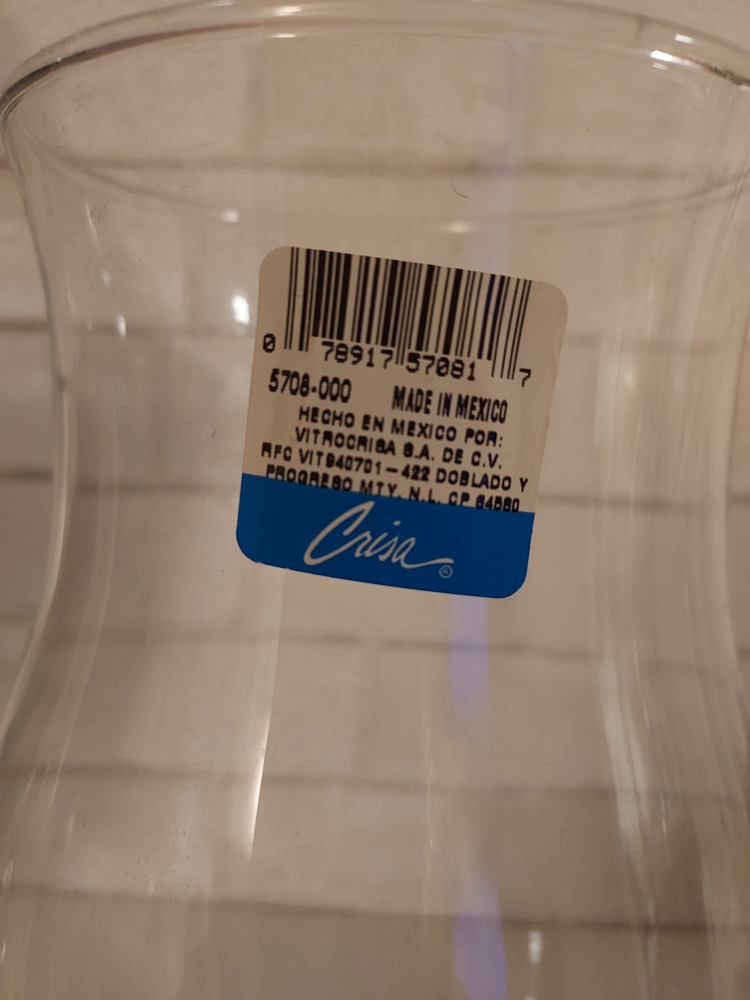 0 78917 57081 7
5708-000 MADE IN MEXICO
HECHO EN MEXICO POR:
VITROCRISA S.A. DE C.V.
RFC VIT940701-422 DOBLADO Y
PROGRESO MTY. N.L. CP 64580
Crisa ®